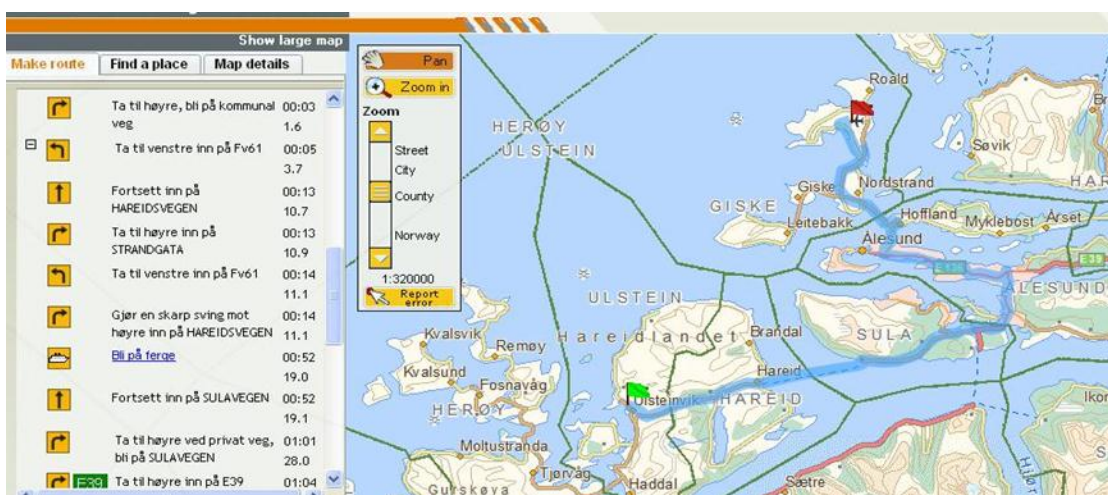 Show large map
Make route
Find a place
Map details
Ta til høyre, bli på kommunal 00:03
veg 1.6
Ta til venstre inn på Fv61 00:05
3.7
Fortsett inn på 00:13
HAREIDSVEGEN 10.7
Ta til høyre inn på 00:13
STRANDGATA 10.9
Ta til venstre inn på Fv61 00:14
11.1
Gjør en skarp sving mot 00:14
høyre inn på HAREIDSVEGEN 11.1
Bli på ferge 00:52
19.0
Fortsett inn på SULAVEGEN 00:52
19.1
Ta til høyre ved privat veg, 01:01
bli på SULAVEGEN 28.0
E39 Ta til høyre inn på E39 01:04
Pan
Zoom in
Zoom
Street
City
County
Norway
1:320000
Report
error
Roald
HERØY
ULSTEIN
Søvik
Giske
Nordstrand
HAR
GISKE
Leitebakk
Hoffland
Myklebost
Årset
Ålesund
E39
ÅLESUND
ULSTEIN
Hareidlandet
Brandal
SULA
Kvalsvik
Remøy
Kvalsund
Fosnavåg
Hareid
Ulsteinvik
HAREID
HERØY
Ikor
Moltustranda
Tjørvåg
Haddal
Sætre
Gurskøya